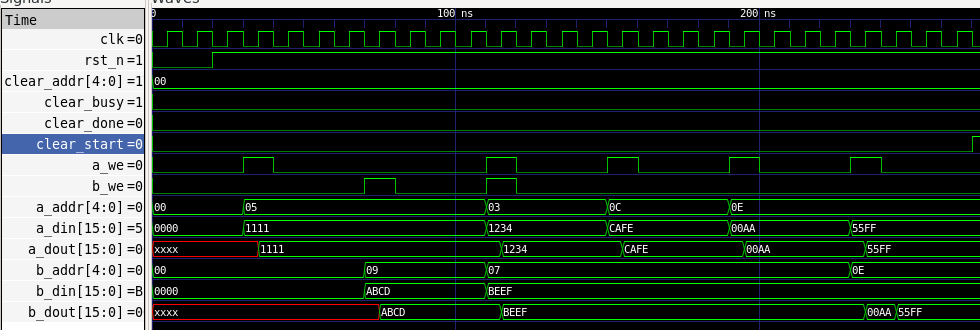 Signals Waves
Time 0 100 ns 200 ns
clk=0
rst_n=1
clear_addr[4:0]=1 00
clear_busy=1
clear_done=0
clear_start=0
a_we=0
b_we=0
a_addr[4:0]=0 00 05 03 0C 0E
a_din[15:0]=5 0000 1111 1234 CAFE 00AA 55FF
a_dout[15:0]=0 xxxx 1111 1234 CAFE 00AA 55FF
b_addr[4:0]=0 00 09 07 0E
b_din[15:0]=B 0000 ABCD BEEF
b_dout[15:0]=0 xxxx ABCD BEEF 00AA 55FF